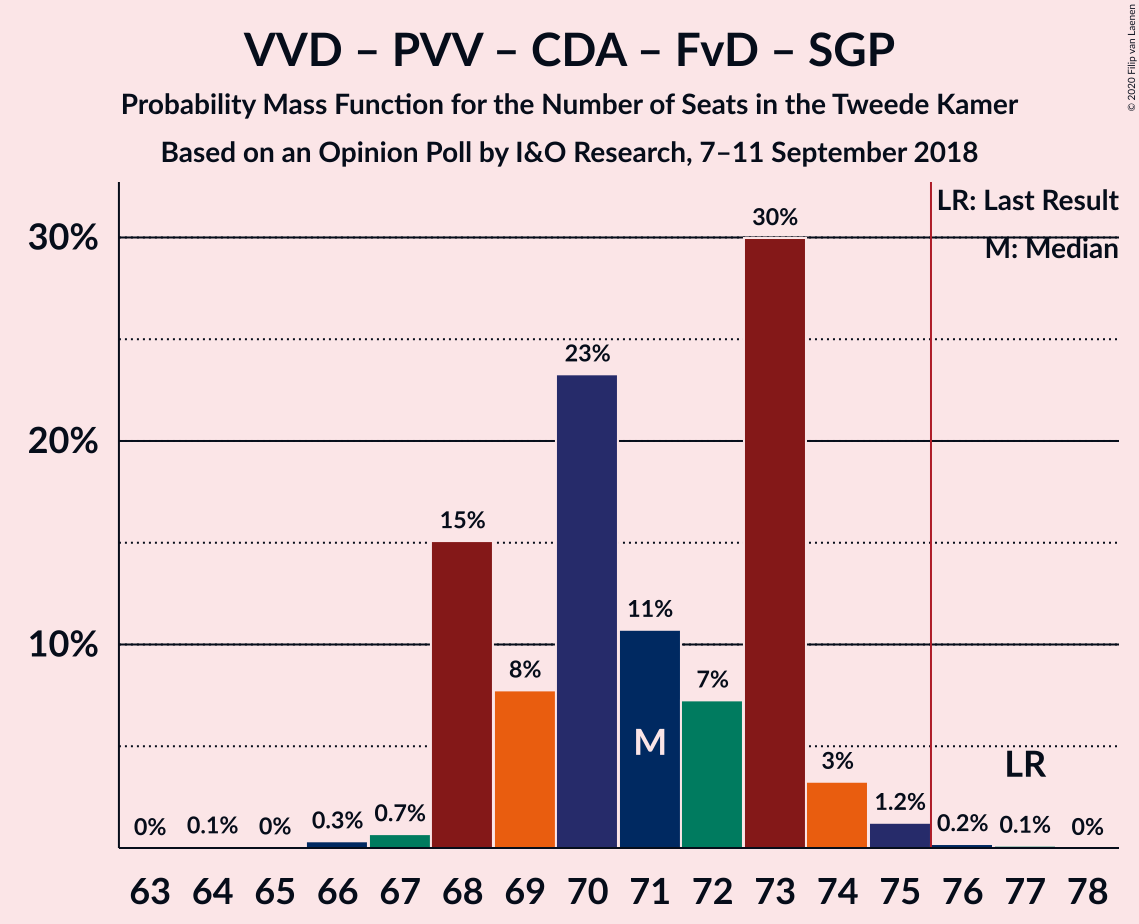 VVD – PVV – CDA – FvD – SGP
Probability Mass Function for the Number of Seats in the Tweede Kamer
Based on an Opinion Poll by I&O Research, 7–11 September 2018
© 2020 Filip van Laenen
LR: Last Result
M: Median
30%
20%
10%
0%
0.1%
0%
0.3%
0.7%
15%
8%
23%
11%
7%
30%
3%
1.2%
0.2%
0.1%
0%
M
LR
63 64 65 66 67 68 69 70 71 72 73 74 75 76 77 78